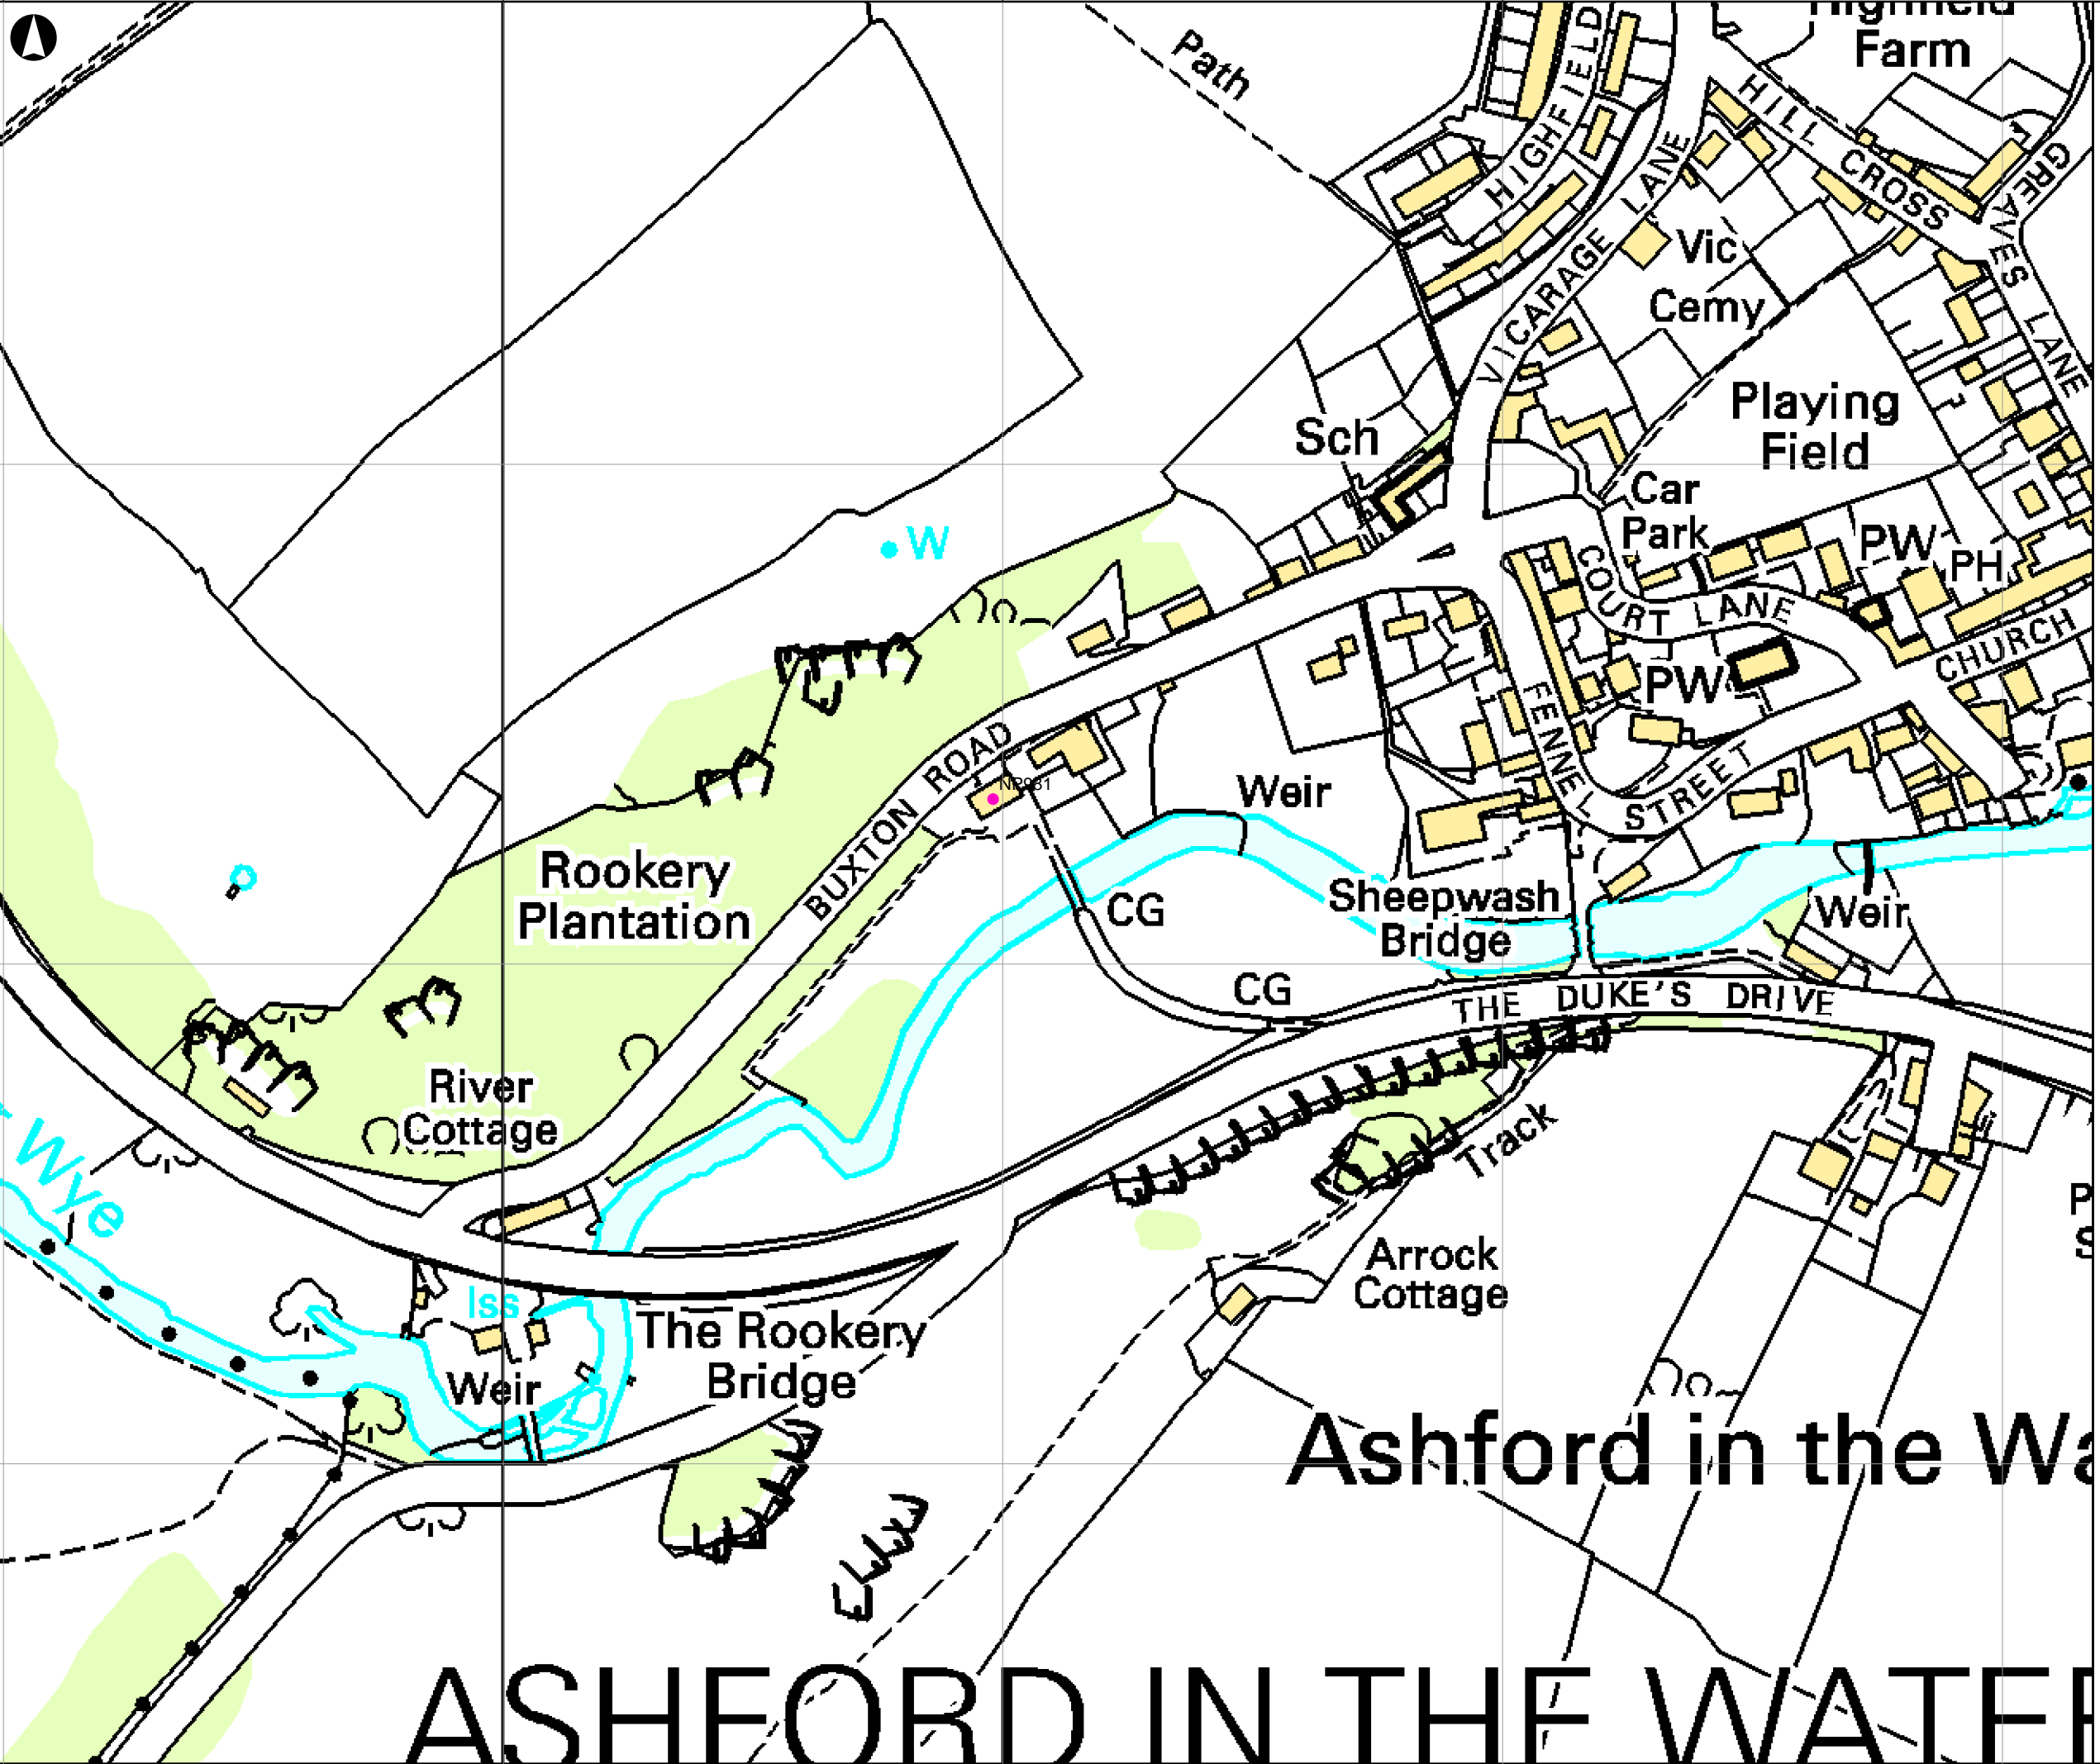 Farm
Path
HIGHFIELD
HILL CROSS
GREAVES LANE
VICARAGE LANE
Vic
Cemy
Playing
Field
Sch
Car
Park
W
PW
PH
COURT LANE
CHURCH
PW
FENNEL
STREET
BUXTON ROAD
NP981
Weir
Rookery
Plantation
CG
Sheepwash
Bridge
Weir
CG
THE DUKE'S DRIVE
River
Cottage
Track
Wye
Arrock
Cottage
Iss
The Rookery
Bridge
Weir
Ashford in the Wa
ASHFORD IN THE WATE